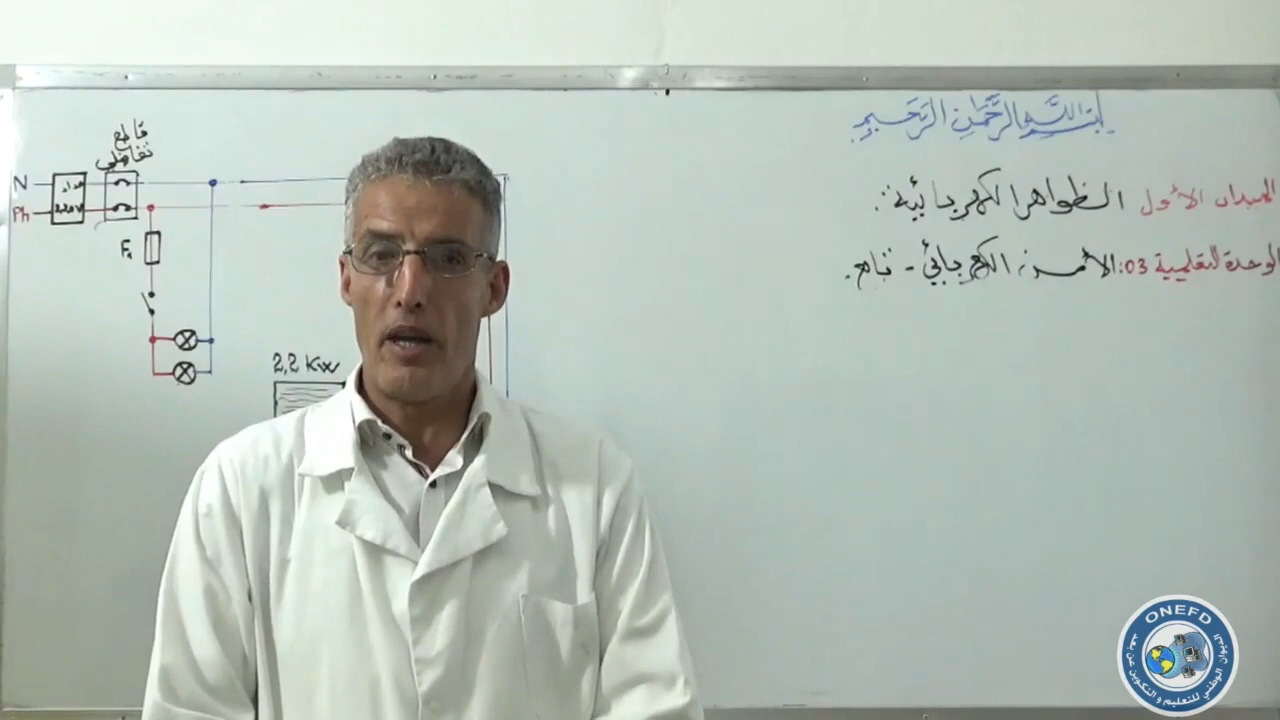 بسم الله الرحمن الرحيم
الميدان الأول الظواهر الكهربائية:
الوحدة التعلمية 03: الأمن الكهربائي - تابع.
قاطع
تفاضلي
N
Ph
عداد
220V
F1
2,2 Kw
ONEFD
الديوان الوطني للتعليم و التكوين عن بعد